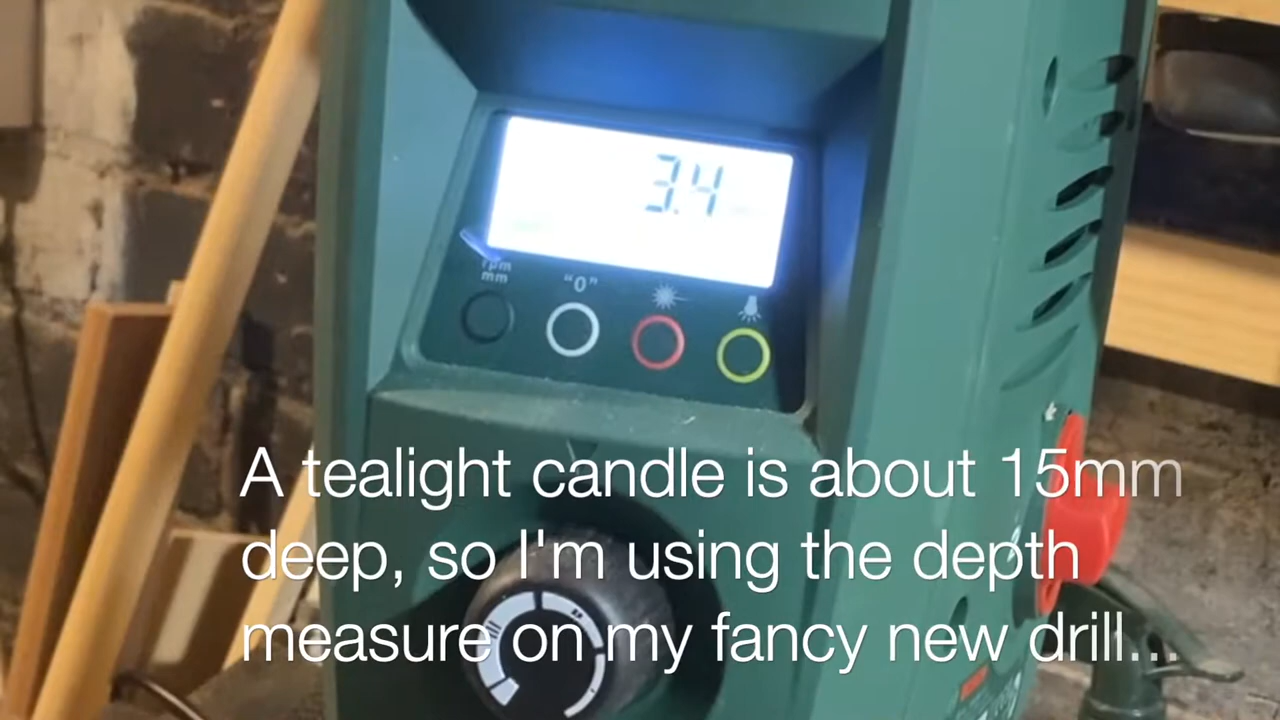 3.4
rpm
mm
"0"
A tealight candle is about 15mm
deep, so I'm using the depth
measure on my fancy new drill...